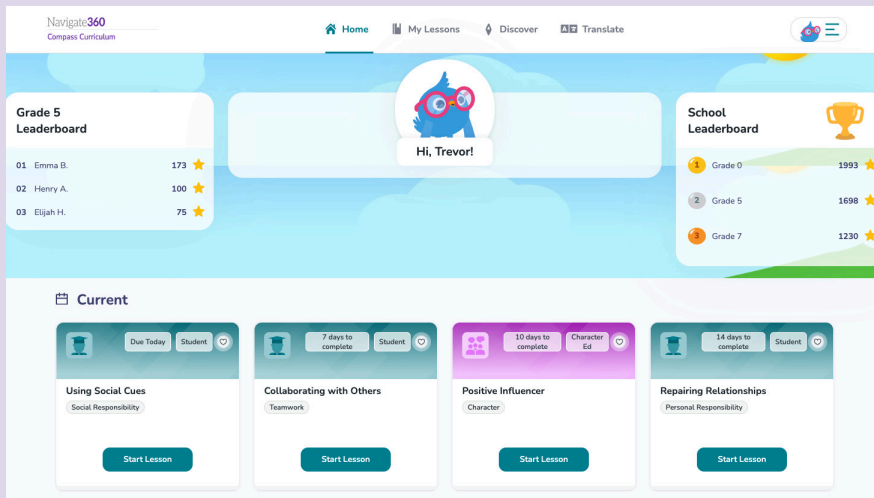 Navigate360
Compass Curriculum
Home
My Lessons
Discover
Translate
Grade 5
Leaderboard
01 Emma B. 173
02 Henry A. 100
03 Elijah H. 75
Hi, Trevor!
School
Leaderboard
1 Grade 0 1993
2 Grade 5 1698
3 Grade 7 1230
Current
Due Today
Student
Using Social Cues
Social Responsibility
Start Lesson
7 days to
complete
Student
Collaborating with Others
Teamwork
Start Lesson
10 days to
complete
Character
Ed
Positive Influencer
Character
Start Lesson
14 days to
complete
Student
Repairing Relationships
Personal Responsibility
Start Lesson